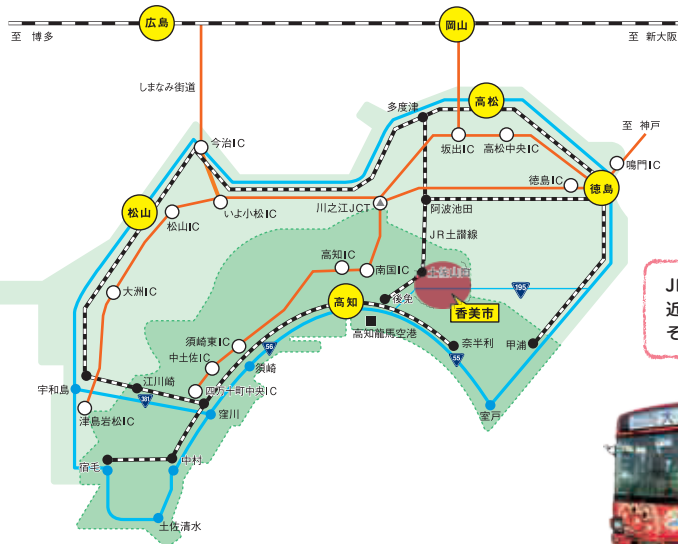 広島
岡山
至 博多
至 新大阪
しまなみ街道
高松
多度津
至 神戸
今治IC
坂出IC
高松中央IC
鳴門IC
徳島IC
徳島
松山
いよ小松IC
川之江JCT
阿波池田
松山IC
JR土讃線
高知IC
南国IC
大洲IC
195
高知
後免
香美市
高知龍馬空港
須崎東IC
56
奈半利
甲浦
中土佐IC
須崎
55
江川崎
四万十町中央IC
宇和島
381
窪川
室戸
津島岩松IC
宿毛
中村
土佐清水